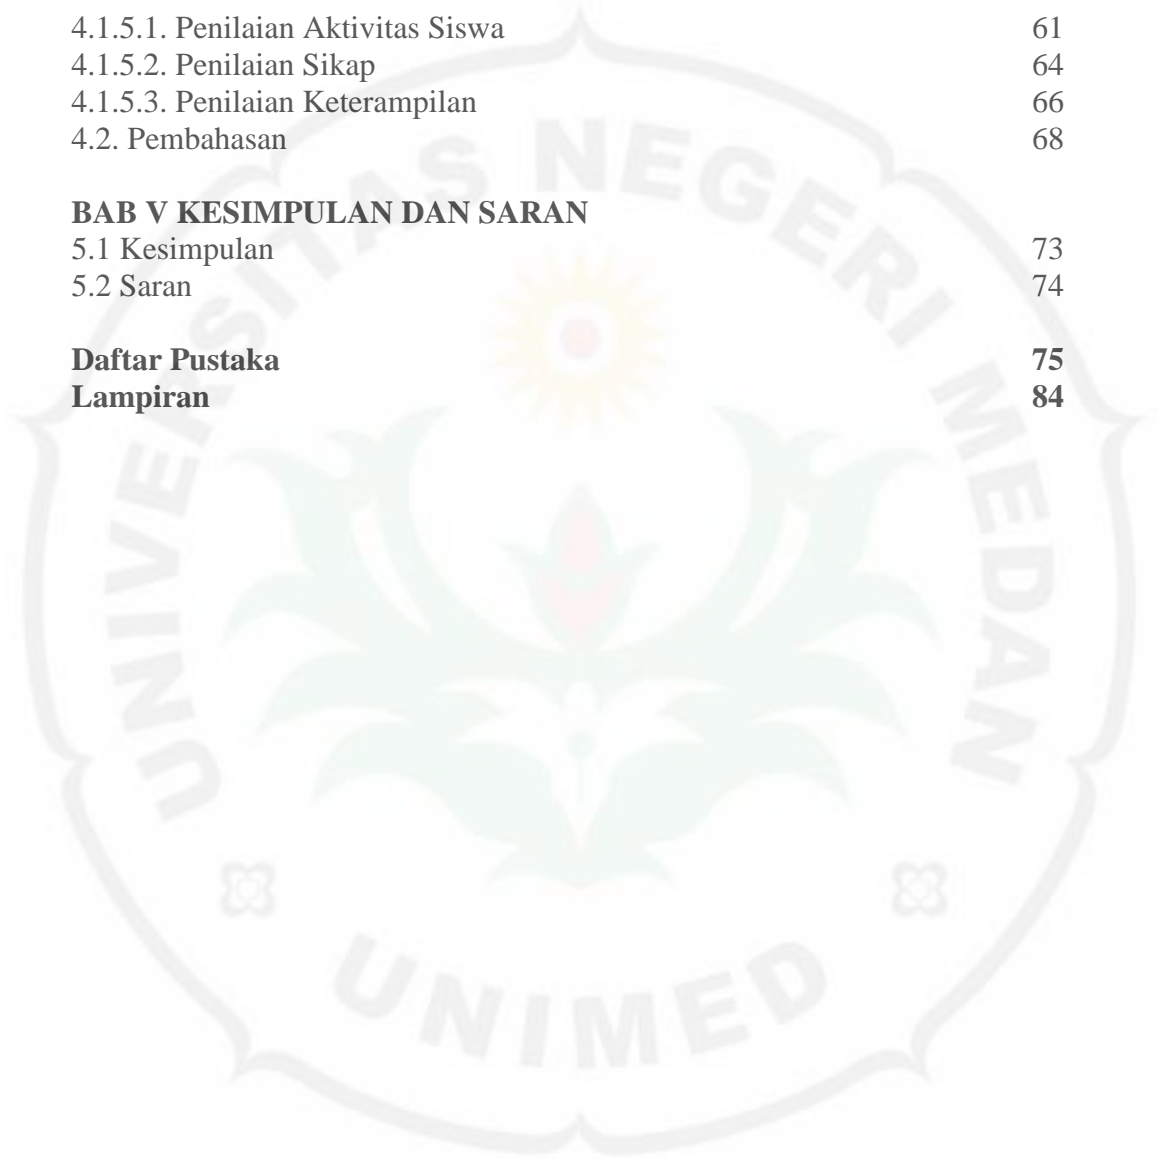 4.1.5.1. Penilaian Aktivitas Siswa 61
4.1.5.2. Penilaian Sikap 64
4.1.5.3. Penilaian Keterampilan 66
4.2. Pembahasan 68
BAB V KESIMPULAN DAN SARAN
5.1 Kesimpulan 73
5.2 Saran 74
Daftar Pustaka 75
Lampiran 84
UNIVERSITAS NEGERI MEDAN
UNIMED